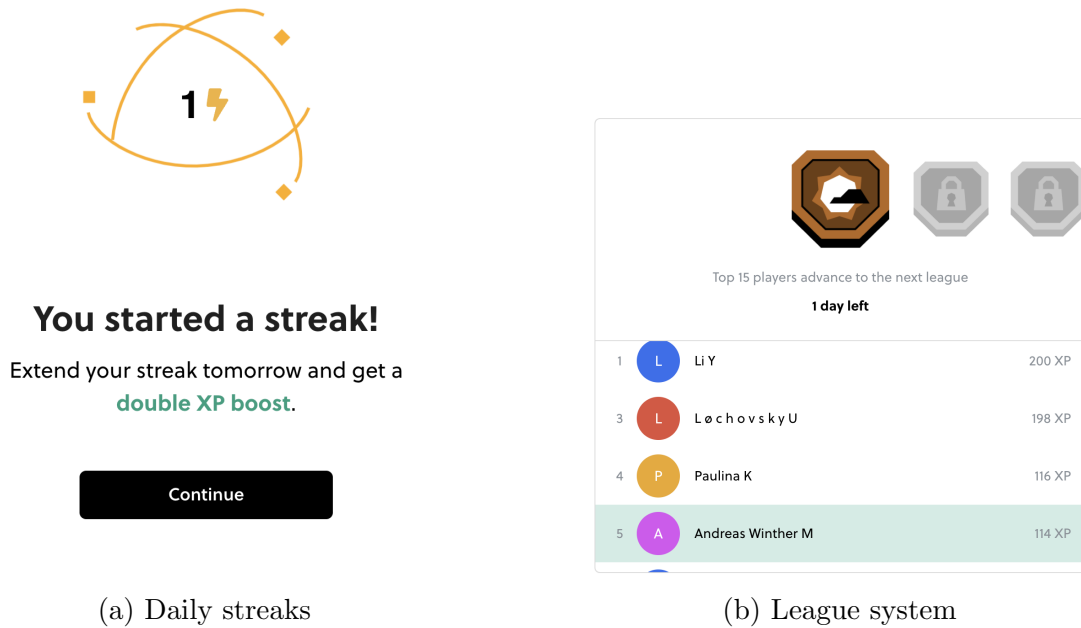 1
You started a streak!
Extend your streak tomorrow and get a
double XP boost.
Continue
(a) Daily streaks
Top 15 players advance to the next league
1 day left
1 L Li Y 200 XP
3 L L ø c h o v s k y U 198 XP
4 P Paulina K 116 XP
5 A Andreas Winther M 114 XP
(b) League system